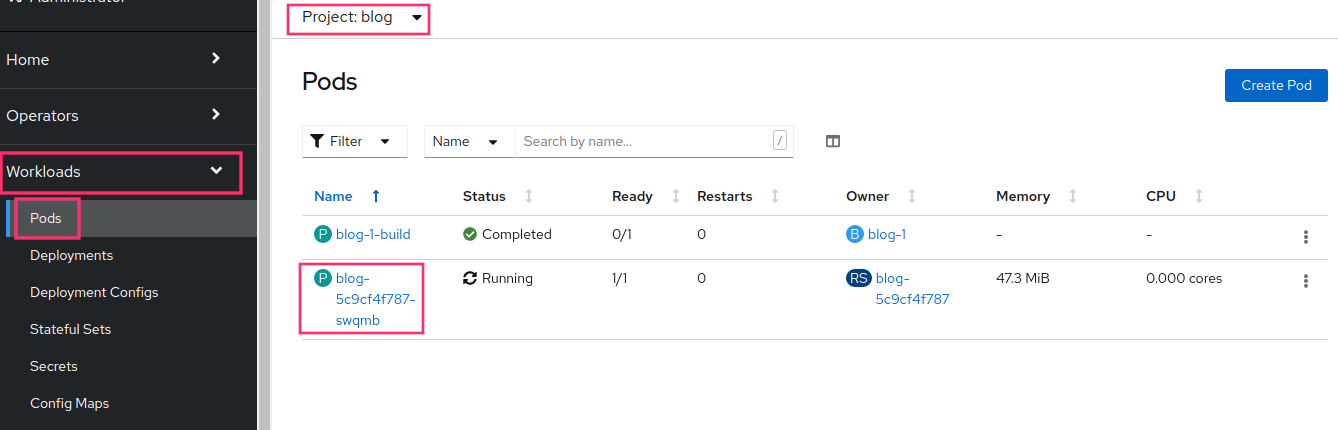 Administrator
Project: blog
Home
Operators
Workloads
Pods
Deployments
Deployment Configs
Stateful Sets
Secrets
Config Maps
Pods
Create Pod
Filter Name Search by name... /
Name Status Ready Restarts Owner Memory CPU
P blog-1-build Completed 0/1 0 B blog-1 - -
P blog- Running 1/1 0 RS blog- 47.3 MiB 0.000 cores
5c9cf4f787- 5c9cf4f787
swqmb